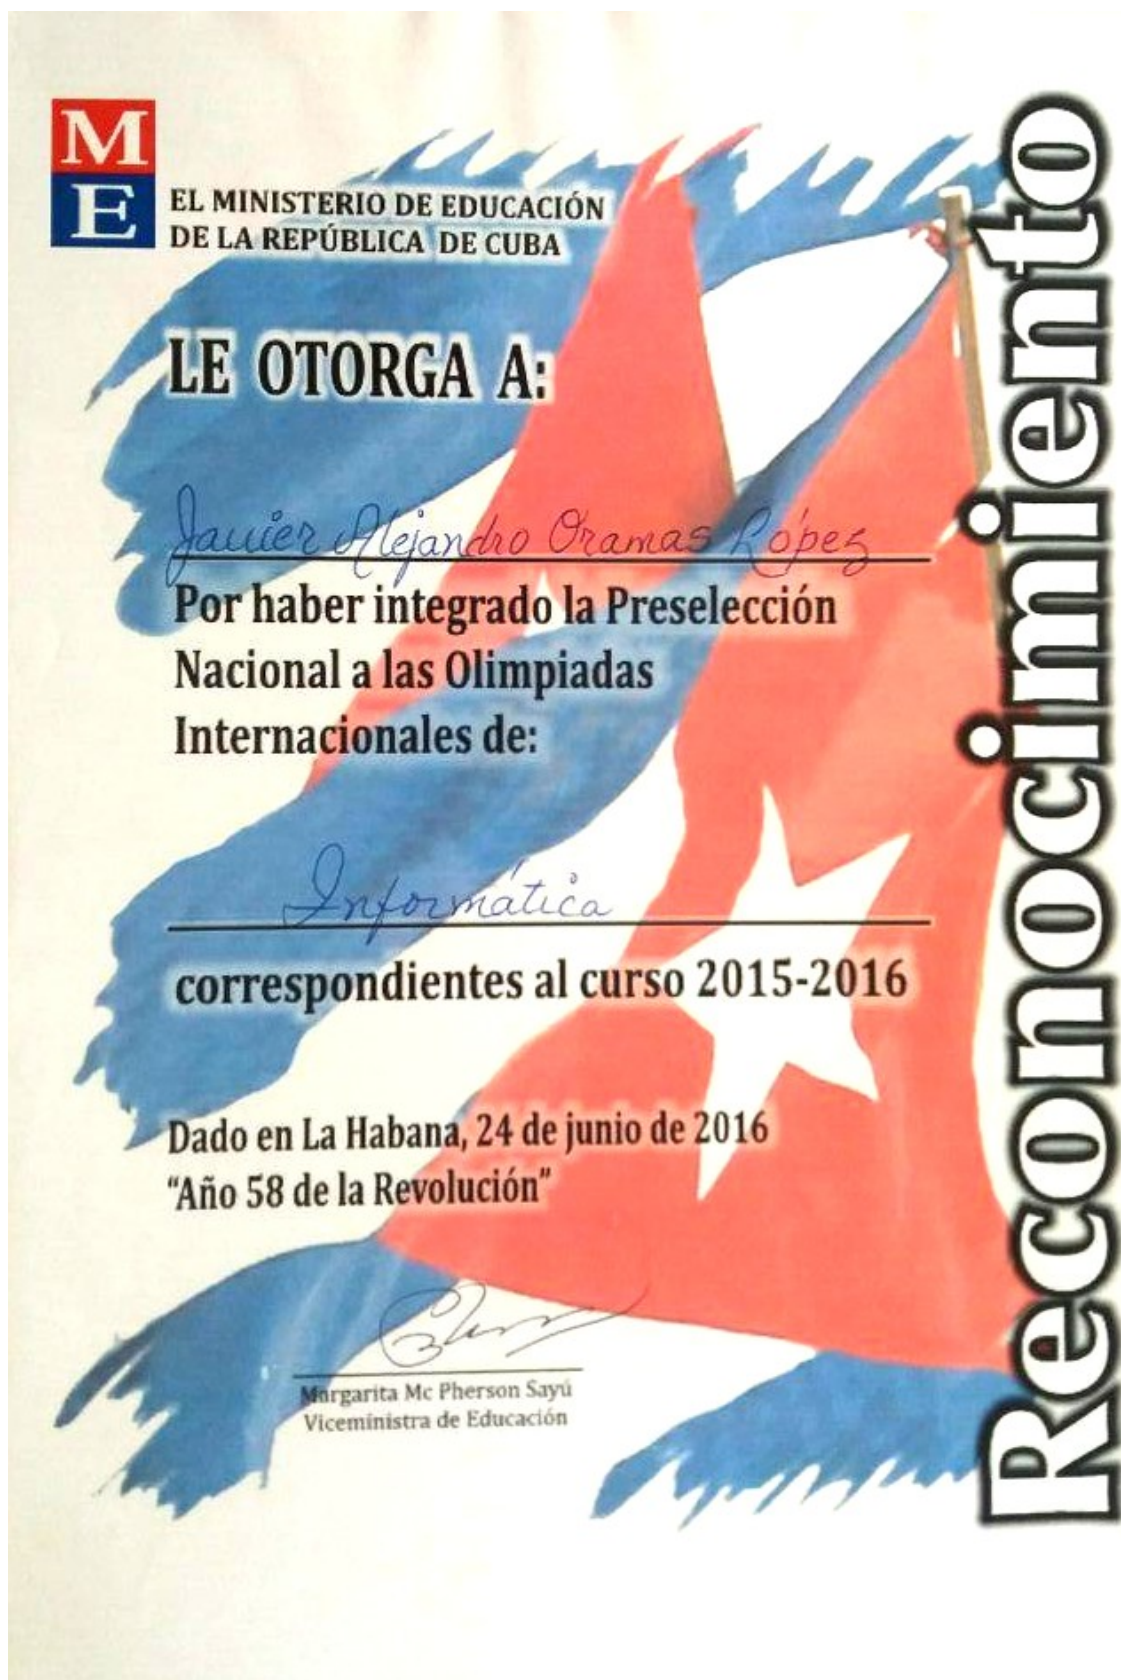 M
E
EL MINISTERIO DE EDUCACIÓN
DE LA REPÚBLICA DE CUBA
LE OTORGA A:
Javier Alejandro Oramas López
Por haber integrado la Preselección
Nacional a las Olimpiadas
Internacionales de:
Informática
correspondientes al curso 2015-2016
Dado en La Habana, 24 de junio de 2016
“Año 58 de la Revolución”
Margarita Mc Pherson Sayú
Viceministra de Educación
Reconocimiento